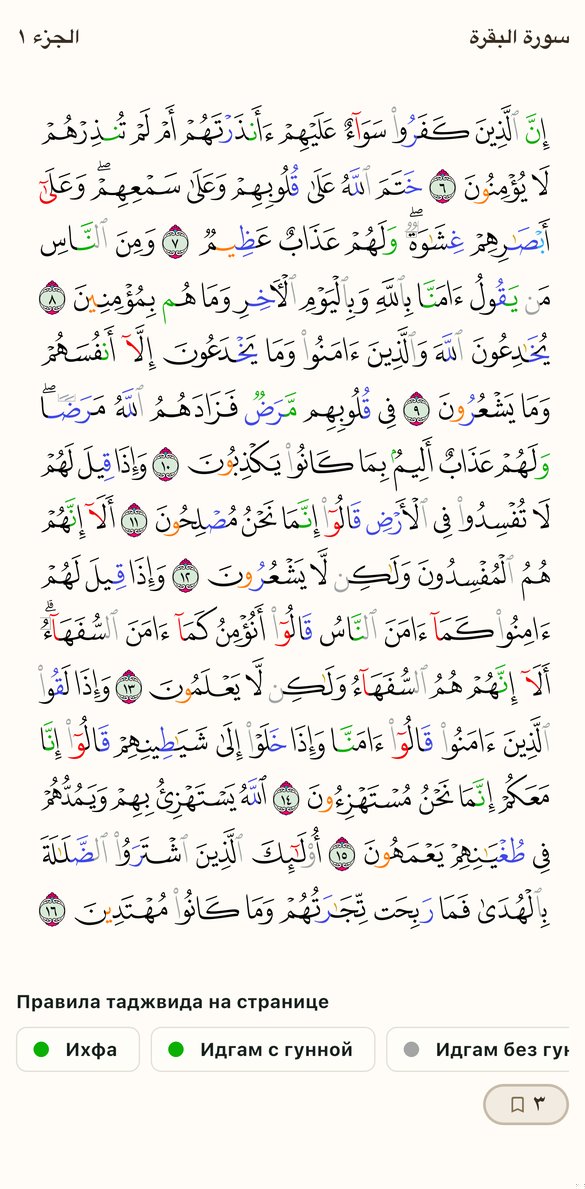 سورة البقرة
الجزء ١
إِنَّ ٱلَّذِينَ كَفَرُوا۟ سَوَآءٌ عَلَيْهِمْ ءَأَنذَرْتَهُمْ أَمْ لَمْ تُنذِرْهُمْ
لَا يُؤْمِنُونَ ٦ خَتَمَ ٱللَّهُ عَلَىٰ قُلُوبِهِمْ وَعَلَىٰ سَمْعِهِمْ ۖ وَعَلَىٰٓ
أَبْصَـٰرِهِمْ غِشَـٰوَةٌ ۖ وَلَهُمْ عَذَابٌ عَظِيمٌ ٧ وَمِنَ ٱلنَّاسِ
مَن يَقُولُ ءَامَنَّا بِٱللَّهِ وَبِٱلْيَوْمِ ٱلْـَٔاخِرِ وَمَا هُم بِمُؤْمِنِينَ ٨
يُخَـٰدِعُونَ ٱللَّهَ وَٱلَّذِينَ ءَامَنُوا۟ وَمَا يَخْدَعُونَ إِلَّآ أَنفُسَهُمْ
وَمَا يَشْعُرُونَ ٩ فِى قُلُوبِهِم مَّرَضٌ فَزَادَهُمُ ٱللَّهُ مَرَضًا ۖ
وَلَهُمْ عَذَابٌ أَلِيمٌۢ بِمَا كَانُوا۟ يَكْذِبُونَ ١٠ وَإِذَا قِيلَ لَهُمْ
لَا تُفْسِدُوا۟ فِى ٱلْأَرْضِ قَالُوٓا۟ إِنَّمَا نَحْنُ مُصْلِحُونَ ١١ أَلَآ إِنَّهُمْ
هُمُ ٱلْمُفْسِدُونَ وَلَـٰكِن لَّا يَشْعُرُونَ ١٢ وَإِذَا قِيلَ لَهُمْ
ءَامِنُوا۟ كَمَآ ءَامَنَ ٱلنَّاسُ قَالُوٓا۟ أَنُؤْمِنُ كَمَآ ءَامَنَ ٱلسُّفَهَآءُ ۗ
أَلَآ إِنَّهُمْ هُمُ ٱلسُّفَهَآءُ وَلَـٰكِن لَّا يَعْلَمُونَ ١٣ وَإِذَا لَقُوا۟
ٱلَّذِينَ ءَامَنُوا۟ قَالُوٓا۟ ءَامَنَّا وَإِذَا خَلَوْا۟ إِلَىٰ شَيَـٰطِينِهِمْ قَالُوٓا۟ إِنَّا
مَعَكُمْ إِنَّمَا نَحْنُ مُسْتَهْزِءُونَ ١٤ ٱللَّهُ يَسْتَهْزِئُ بِهِمْ وَيَمُدُّهُمْ
فِى طُغْيَـٰنِهِمْ يَعْمَهُونَ ١٥ أُو۟لَـٰٓئِكَ ٱلَّذِينَ ٱشْتَرَوُا۟ ٱلضَّلَـٰلَةَ
بِٱلْهُدَىٰ فَمَا رَبِحَت تِّجَـٰرَتُهُمْ وَمَا كَانُوا۟ مُهْتَدِينَ ١٦
Правила таджвида на странице
Ихфа
Идгам с гунной
Идгам без гун
٣